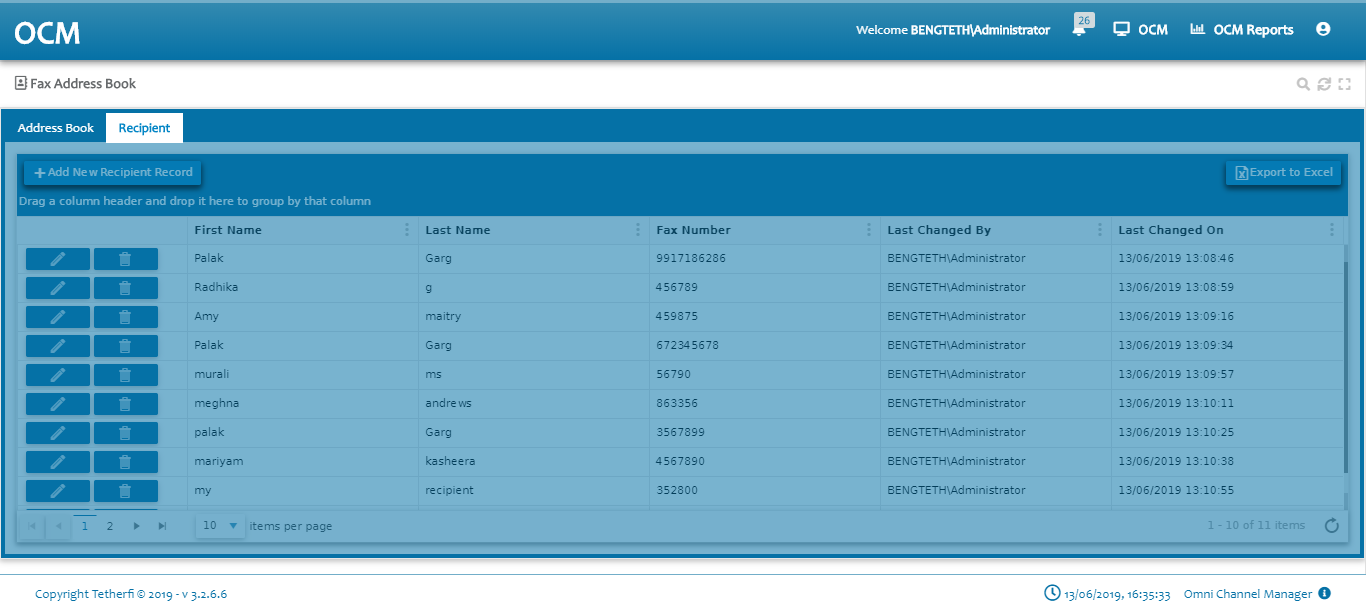 OCM
Welcome BENGTETH\Administrator 26 OCM OCM Reports
Fax Address Book
Address Book Recipient
Add New Recipient Record Export to Excel
Drag a column header and drop it here to group by that column
First Name Last Name Fax Number Last Changed By Last Changed On
Palak Garg 9917186286 BENGTETH\Administrator 13/06/2019 13:08:46
Radhika g 456789 BENGTETH\Administrator 13/06/2019 13:08:59
Amy maitry 459875 BENGTETH\Administrator 13/06/2019 13:09:16
Palak Garg 672345678 BENGTETH\Administrator 13/06/2019 13:09:34
murali ms 56790 BENGTETH\Administrator 13/06/2019 13:09:57
meghna andrews 863356 BENGTETH\Administrator 13/06/2019 13:10:11
palak Garg 3567899 BENGTETH\Administrator 13/06/2019 13:10:25
mariyam kasheera 4567890 BENGTETH\Administrator 13/06/2019 13:10:38
my recipient 352800 BENGTETH\Administrator 13/06/2019 13:10:55
1 2 10 items per page 1 - 10 of 11 items
Copyright Tetherfi © 2019 - v 3.2.6.6 13/06/2019, 16:35:33 Omni Channel Manager